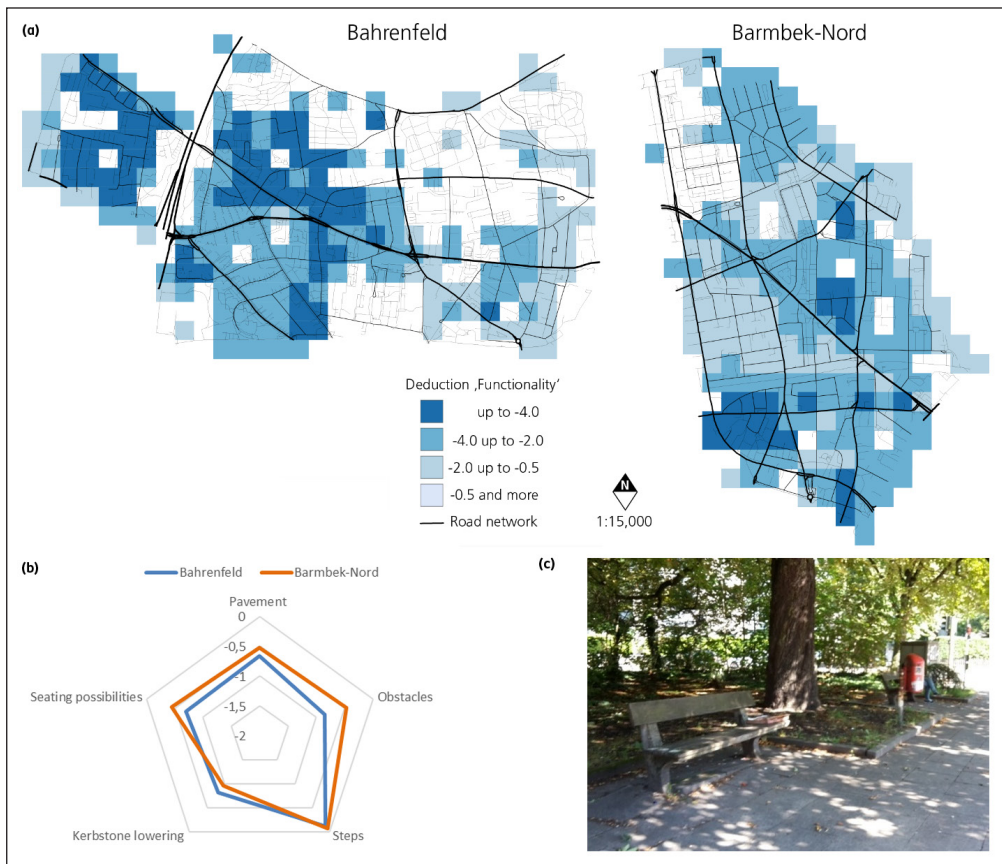 (a)
Bahrenfeld
Barmbek-Nord
Deduction ‚Functionality‘
up to -4.0
-4.0 up to -2.0
-2.0 up to -0.5
-0.5 and more
Road network
N
1:15,000
(b)
Bahrenfeld
Barmbek-Nord
Pavement
0
-0,5
-1
-1,5
-2
Seating possibilities
Obstacles
Kerbstone lowering
Steps
(c)